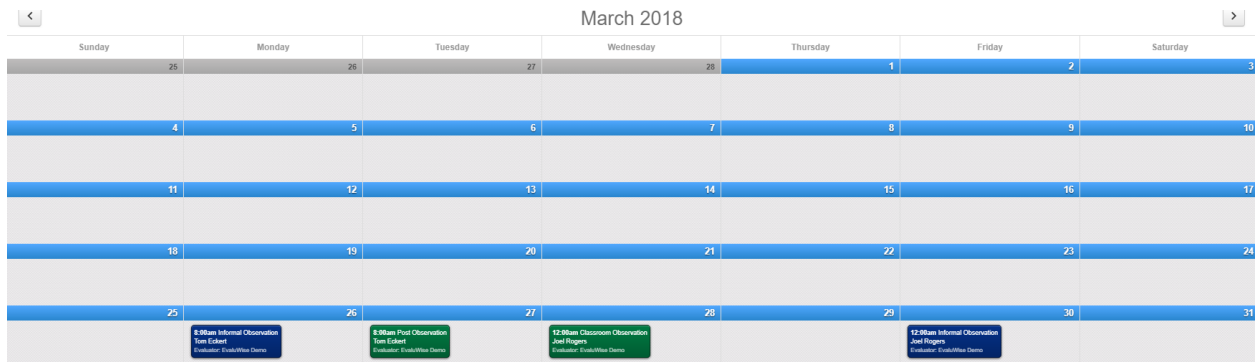 March 2018
Sunday Monday Tuesday Wednesday Thursday Friday Saturday
25 26 27 28 1 2 3
4 5 6 7 8 9 10
11 12 13 14 15 16 17
18 19 20 21 22 23 24
25 26 27 28 29 30 31
8:00am Informal Observation
Tom Eckert
Evaluator: EvaluWise Demo
8:00am Post Observation
Tom Eckert
Evaluator: EvaluWise Demo
12:00am Classroom Observation
Joel Rogers
Evaluator: EvaluWise Demo
12:00am Informal Observation
Joel Rogers
Evaluator: EvaluWise Demo